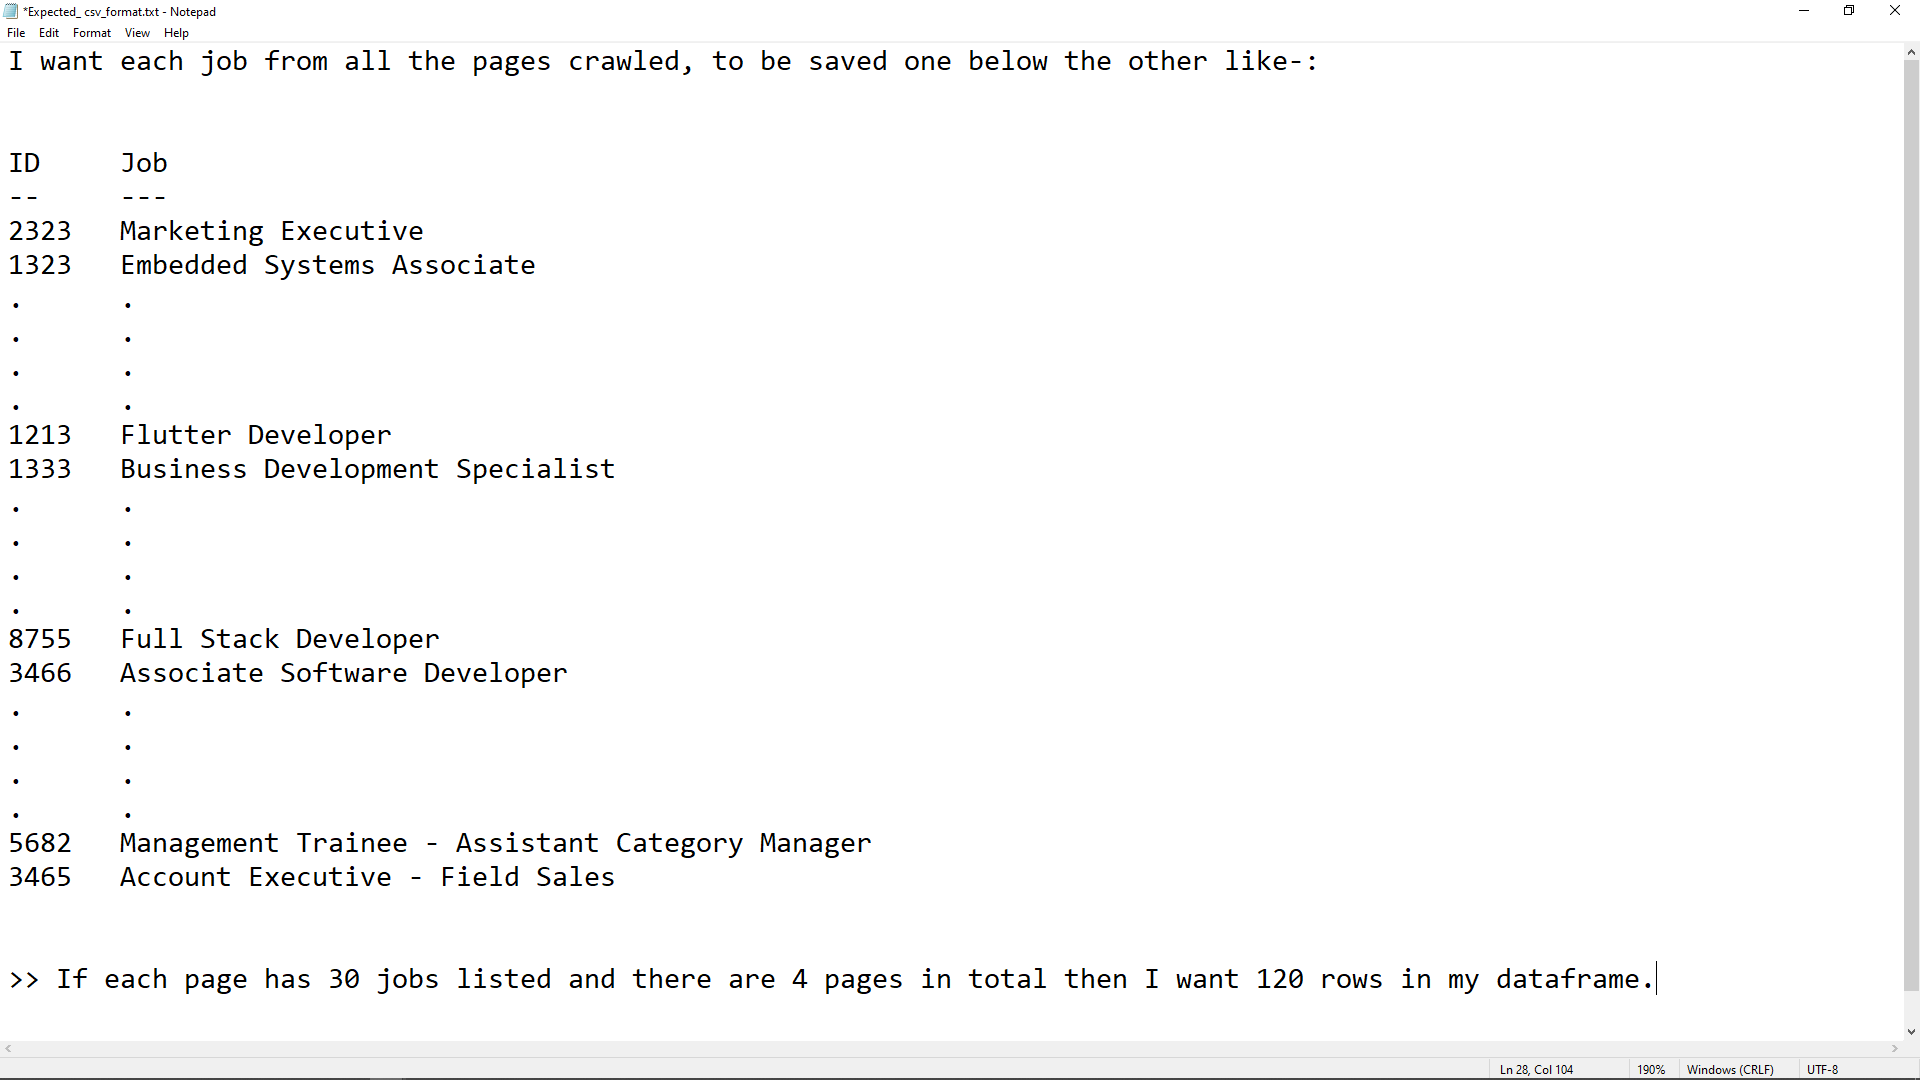 *Expected_ csv_format.txt - Notepad
File Edit Format View Help
I want each job from all the pages crawled, to be saved one below the other like-:
ID Job
-- ---
2323 Marketing Executive
1323 Embedded Systems Associate
. .
. .
. .
. .
1213 Flutter Developer
1333 Business Development Specialist
. .
. .
. .
. .
8755 Full Stack Developer
3466 Associate Software Developer
. .
. .
. .
. .
5682 Management Trainee - Assistant Category Manager
3465 Account Executive - Field Sales
>> If each page has 30 jobs listed and there are 4 pages in total then I want 120 rows in my dataframe.
Ln 28, Col 104 190% Windows (CRLF) UTF-8